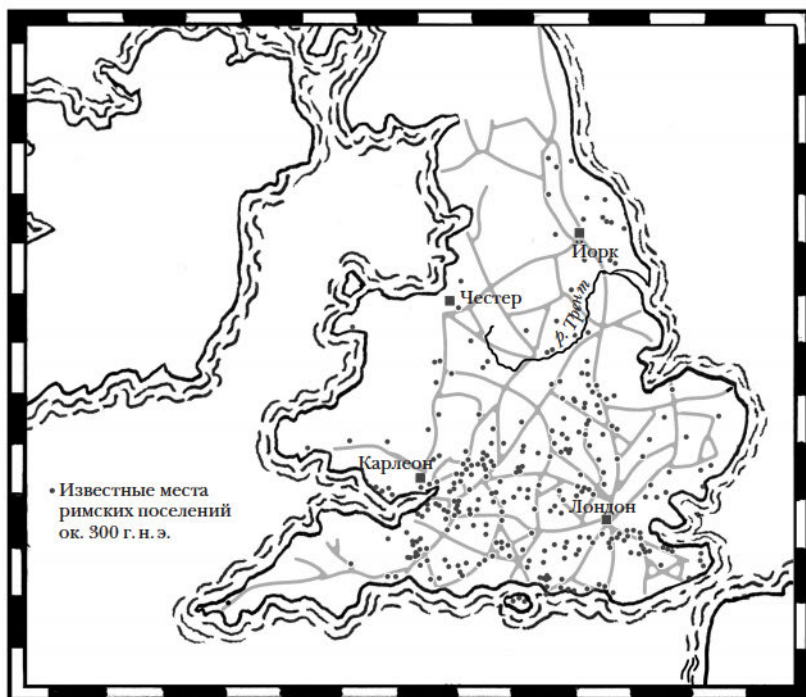 Йорк
Честер
р. Трент
Карлеон
• Известные места
римских поселений
ок. 300 г. н. э.
Лондон